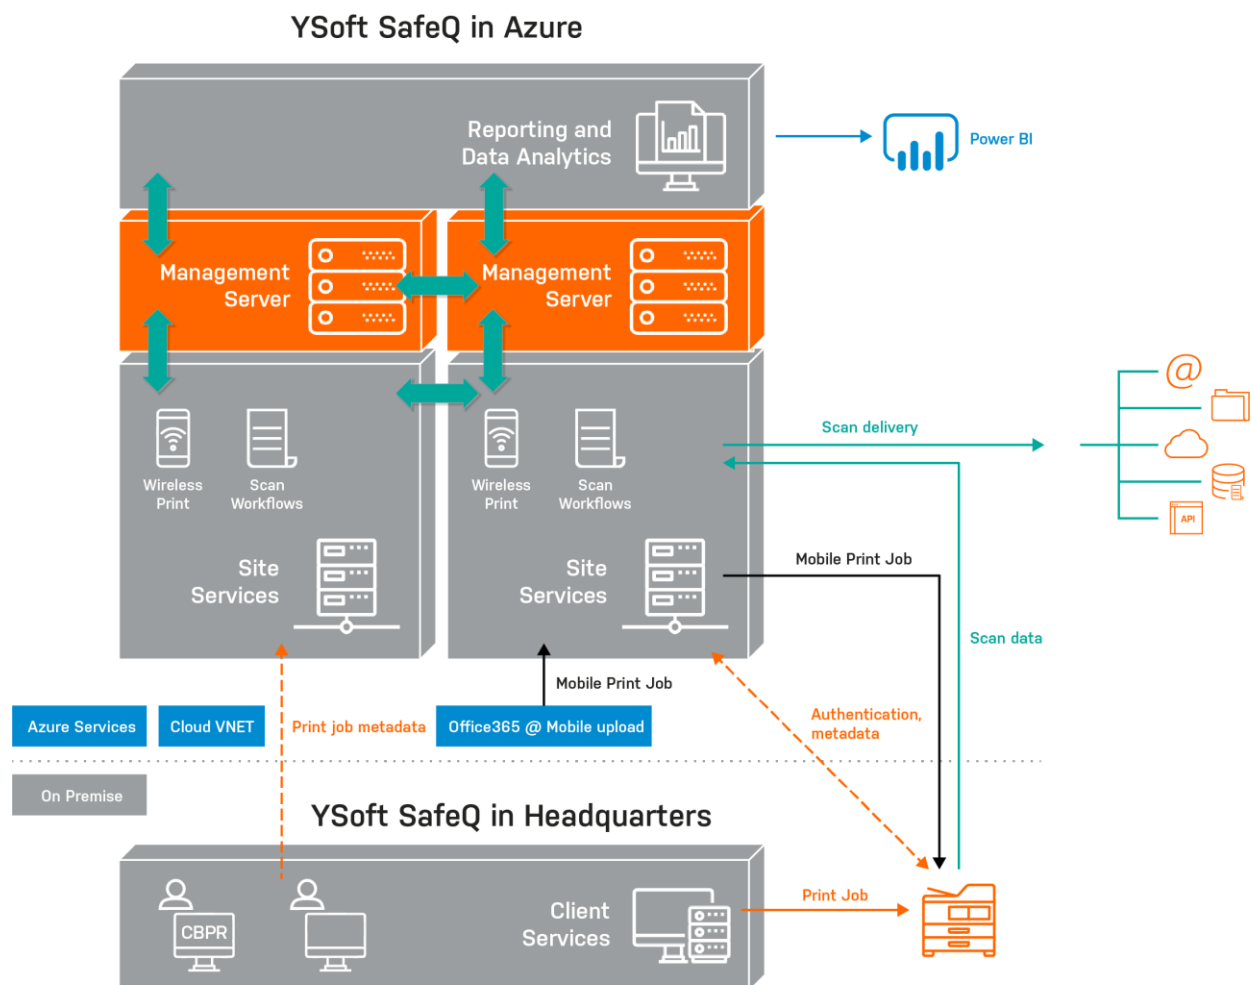 YSoft SafeQ in Azure
Reporting and
Data Analytics
Power BI
Management
Server
Management
Server
Wireless
Print
Scan
Workflows
Wireless
Print
Scan
Workflows
Scan delivery
@
API
Site
Services
Site
Services
Mobile Print Job
Scan data
Mobile Print Job
Azure Services
Cloud VNET
Print job metadata
Office365 @ Mobile upload
Authentication,
metadata
On Premise
YSoft SafeQ in Headquarters
CBPR
Client
Services
Print Job